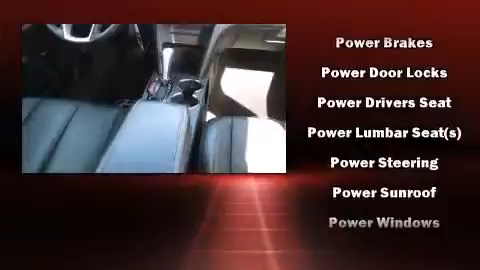 Power Brakes
Power Door Locks
Power Drivers Seat
Power Lumbar Seat(s)
Power Steering
Power Sunroof
Power Windows